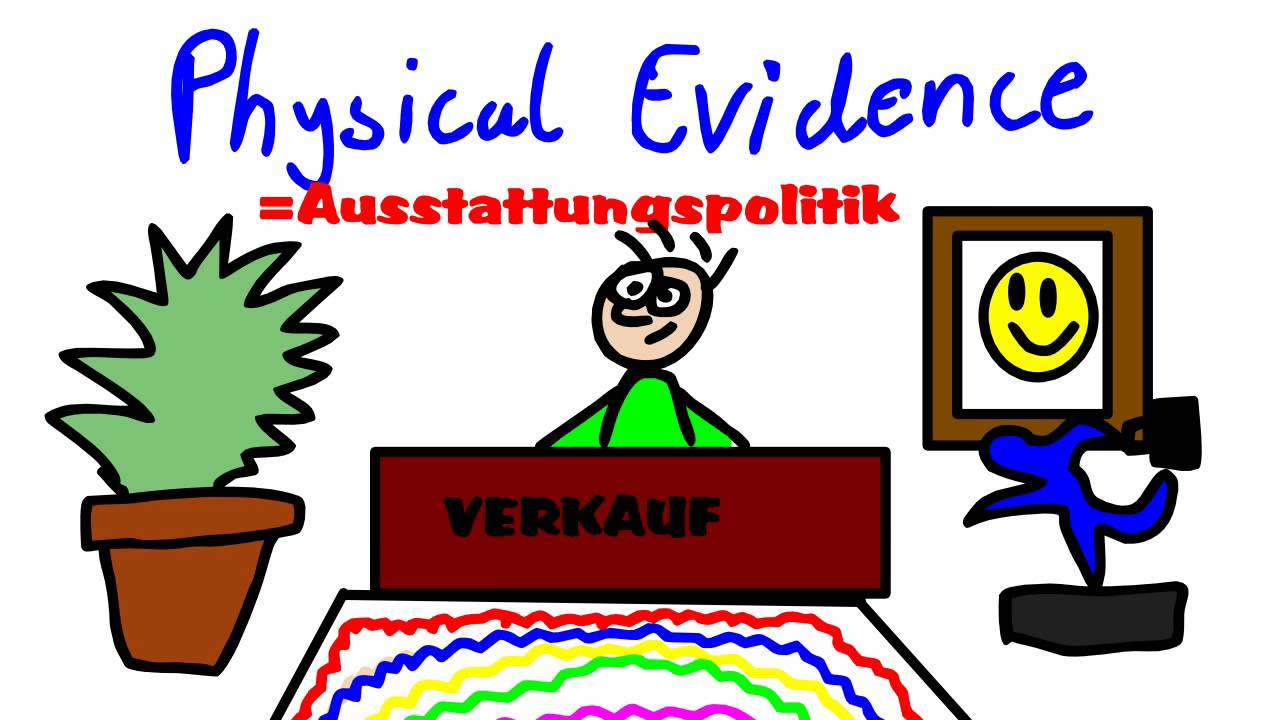 Physical Evidence
=Ausstattungspolitik
VERKAUF